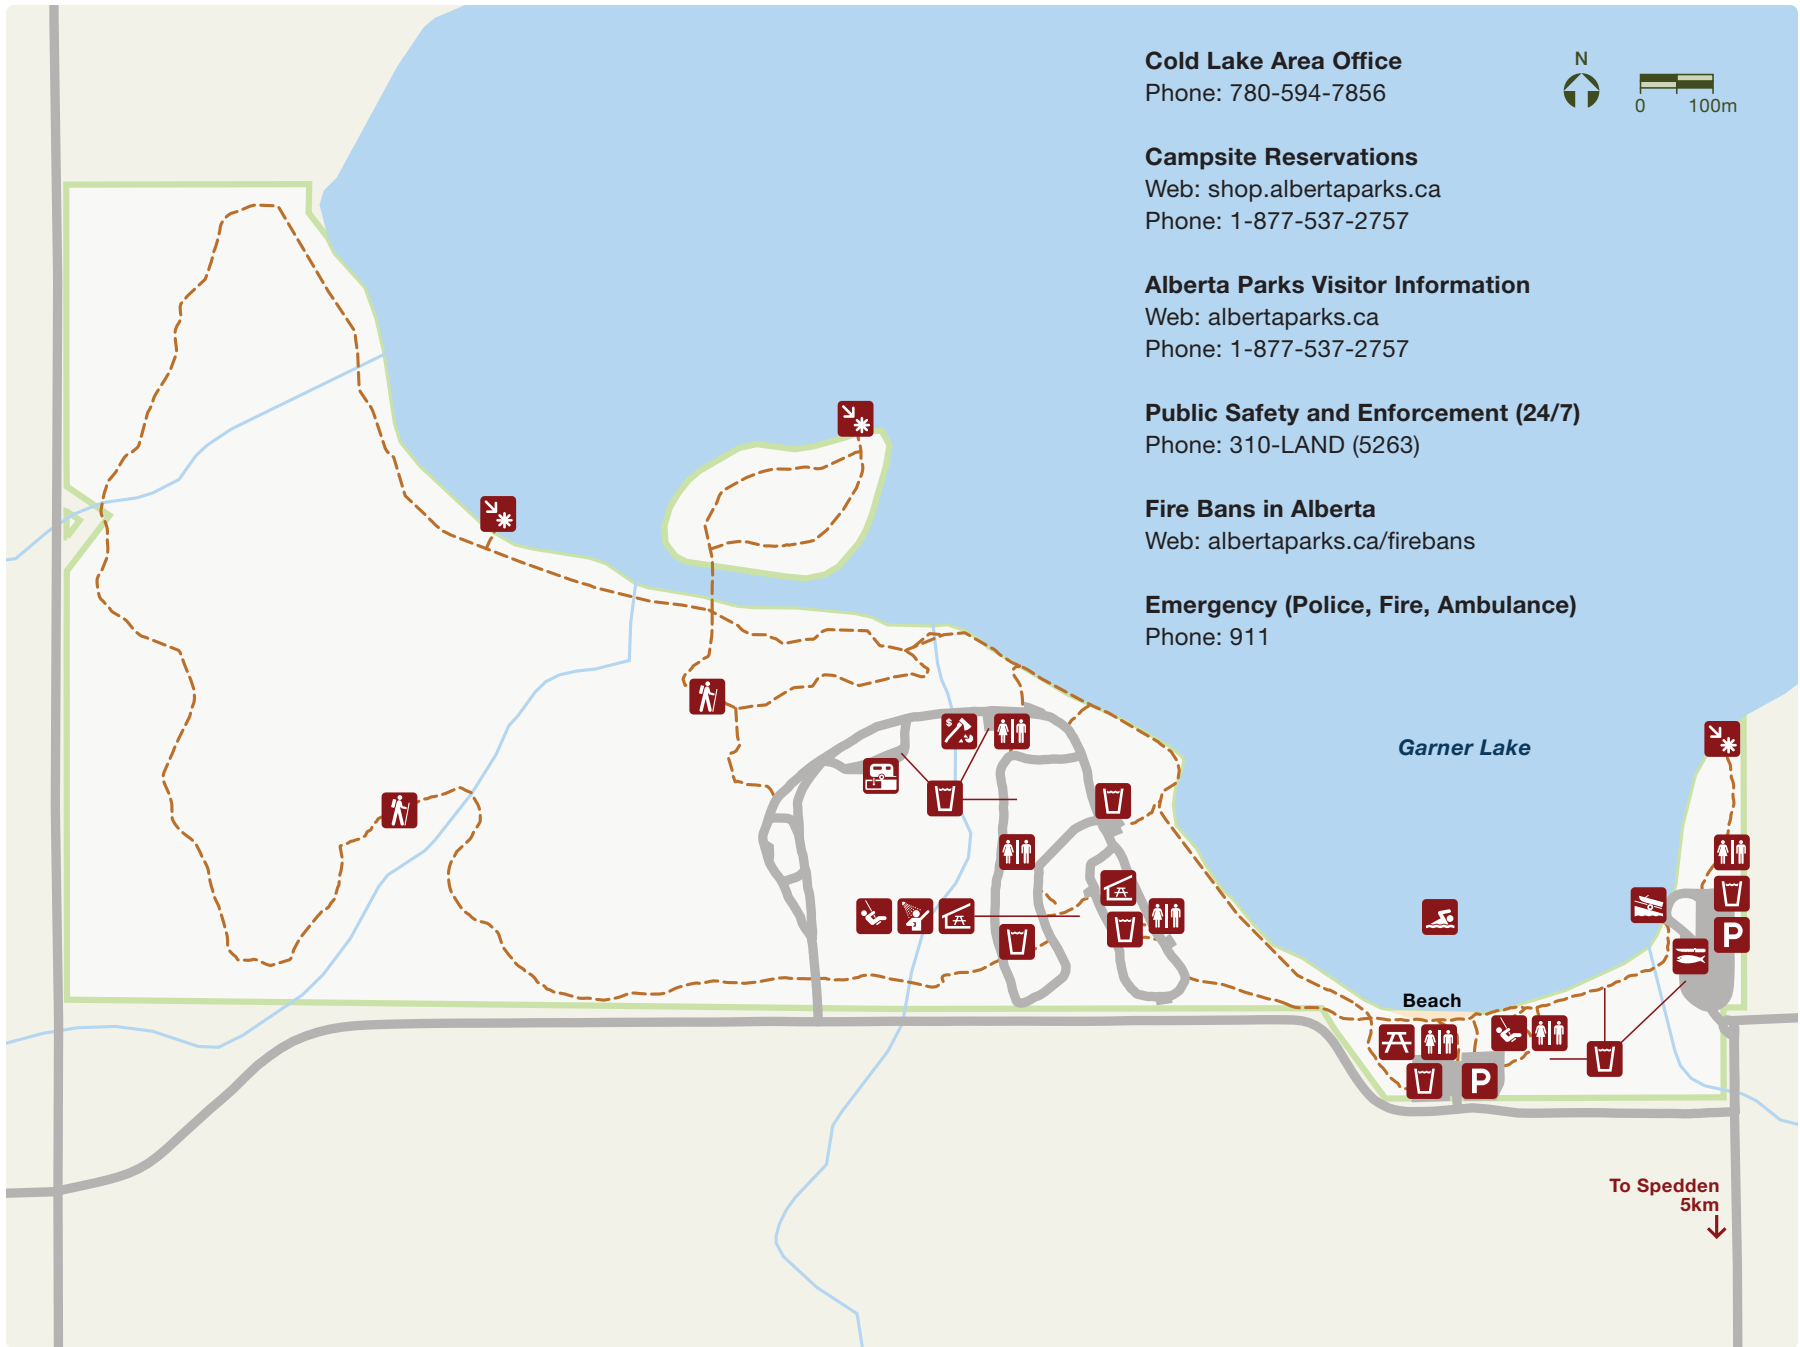 Cold Lake Area Office
Phone: 780-594-7856
N
0 100m
Campsite Reservations
Web: shop.albertaparks.ca
Phone: 1-877-537-2757
Alberta Parks Visitor Information
Web: albertaparks.ca
Phone: 1-877-537-2757
Public Safety and Enforcement (24/7)
Phone: 310-LAND (5263)
Fire Bans in Alberta
Web: albertaparks.ca/firebans
Emergency (Police, Fire, Ambulance)
Phone: 911
$
Garner Lake
P
Beach
P
To Spedden
5km